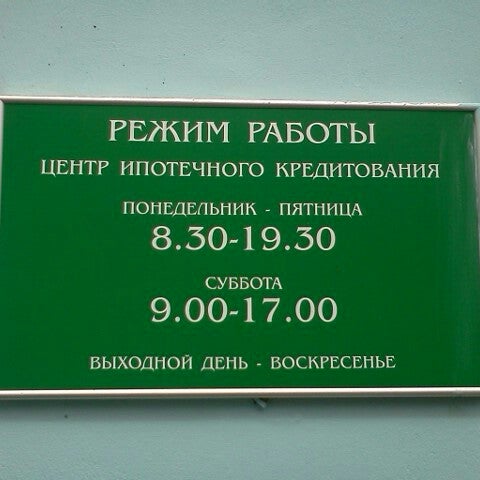 РЕЖИМ РАБОТЫ
ЦЕНТР ИПОТЕЧНОГО КРЕДИТОВАНИЯ
ПОНЕДЕЛЬНИК - ПЯТНИЦА
8.30-19.30
СУББОТА
9.00-17.00
ВЫХОДНОЙ ДЕНЬ - ВОСКРЕСЕНЬЕ